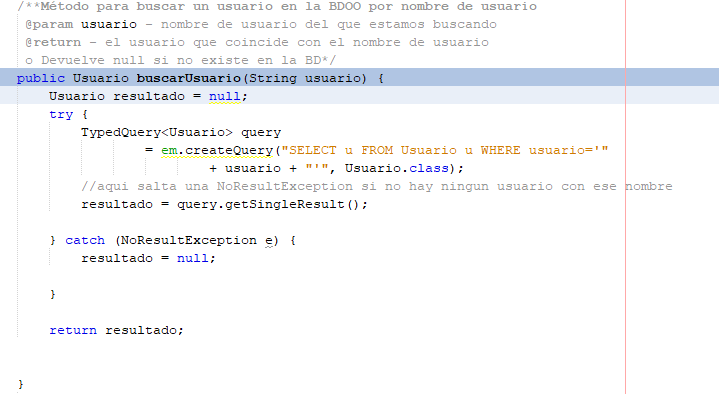 /**Método para buscar un usuario en la BDOO por nombre de usuario
@param usuario - nombre de usuario del que estamos buscando
@return - el usuario que coincide con el nombre de usuario
o Devuelve null si no existe en la BD*/
public Usuario buscarUsuario(String usuario) {
Usuario resultado = null;
try {
TypedQuery<Usuario> query
= em.createQuery("SELECT u FROM Usuario u WHERE usuario='"
+ usuario + "'", Usuario.class);
//aqui salta una NoResultException si no hay ningun usuario con ese nombre
resultado = query.getSingleResult();
} catch (NoResultException e) {
resultado = null;
}
return resultado;
}